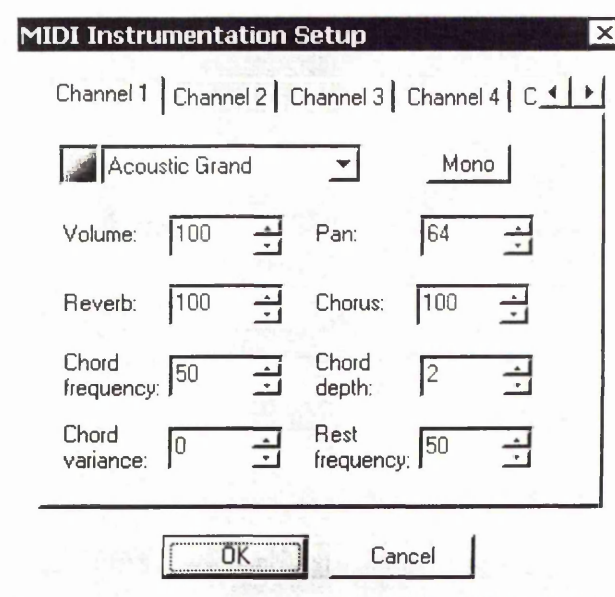 MIDI Instrumentation Setup
Channel 1 Channel 2 Channel 3 Channel 4 C
Acoustic Grand Mono
Volume: 100 Pan: 64
Reverb: 100 Chorus: 100
Chord frequency: 50 Chord depth: 2
Chord variance: 0 Rest frequency: 50
OK Cancel